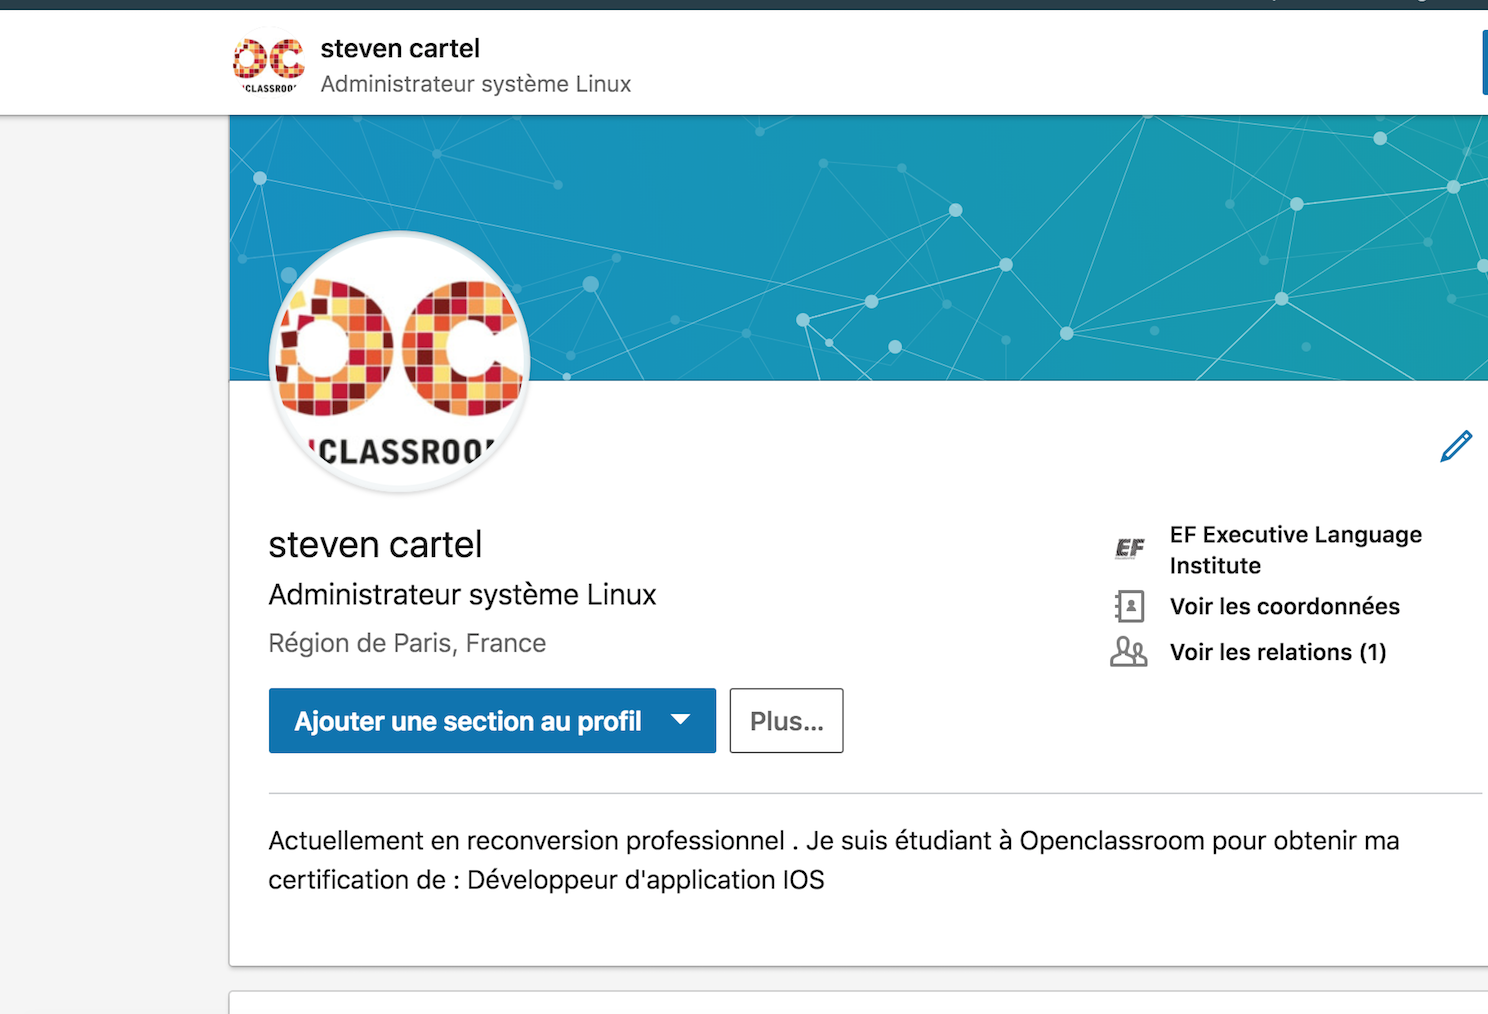 steven cartel
Administrateur système Linux
CLASSROO
CLASSROO
steven cartel
Administrateur système Linux
Région de Paris, France
EF EF Executive Language
Institute
Voir les coordonnées
Voir les relations (1)
Ajouter une section au profil
Plus...
Actuellement en reconversion professionnel . Je suis étudiant à Openclassroom pour obtenir ma
certification de : Développeur d'application IOS